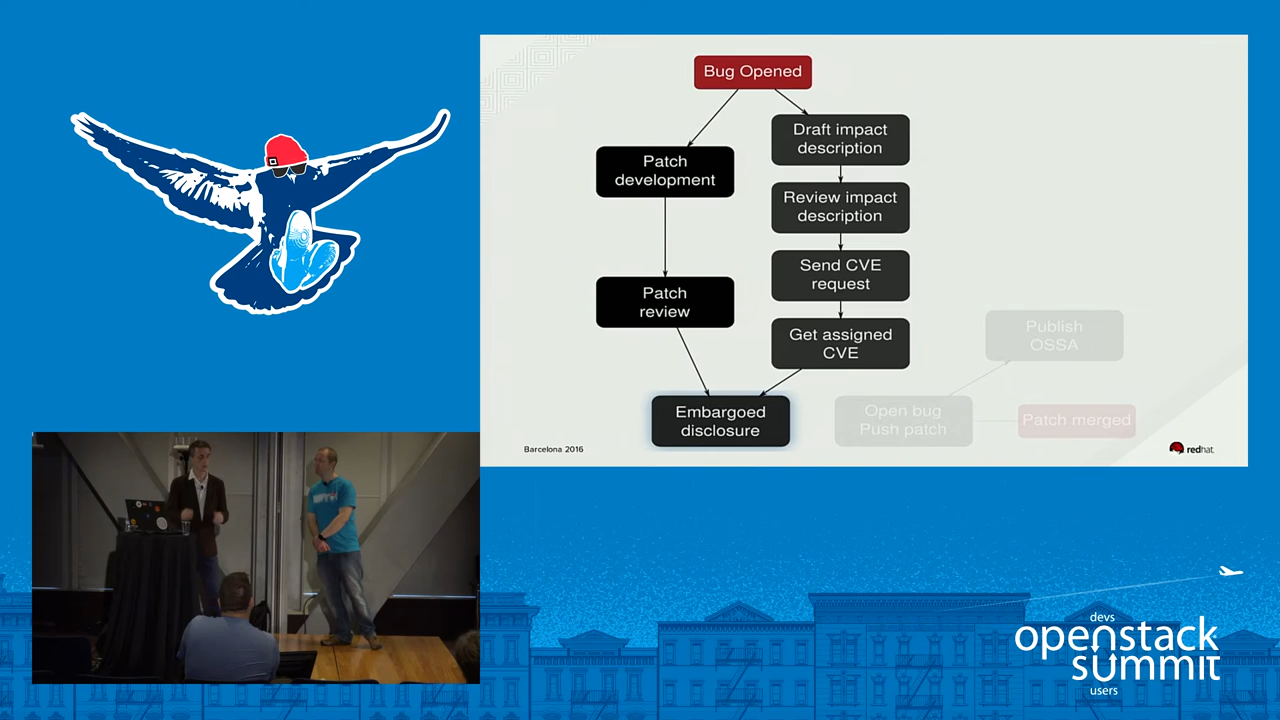 Bug Opened
Draft impact
description
Patch
development
Review impact
description
Send CVE
request
Patch
review
Get assigned
CVE
Publish
OSSA
Embargoed
disclosure
Open bug
Push patch
Patch merged
Barcelona 2016
redhat.
devs
openstack
summit
users